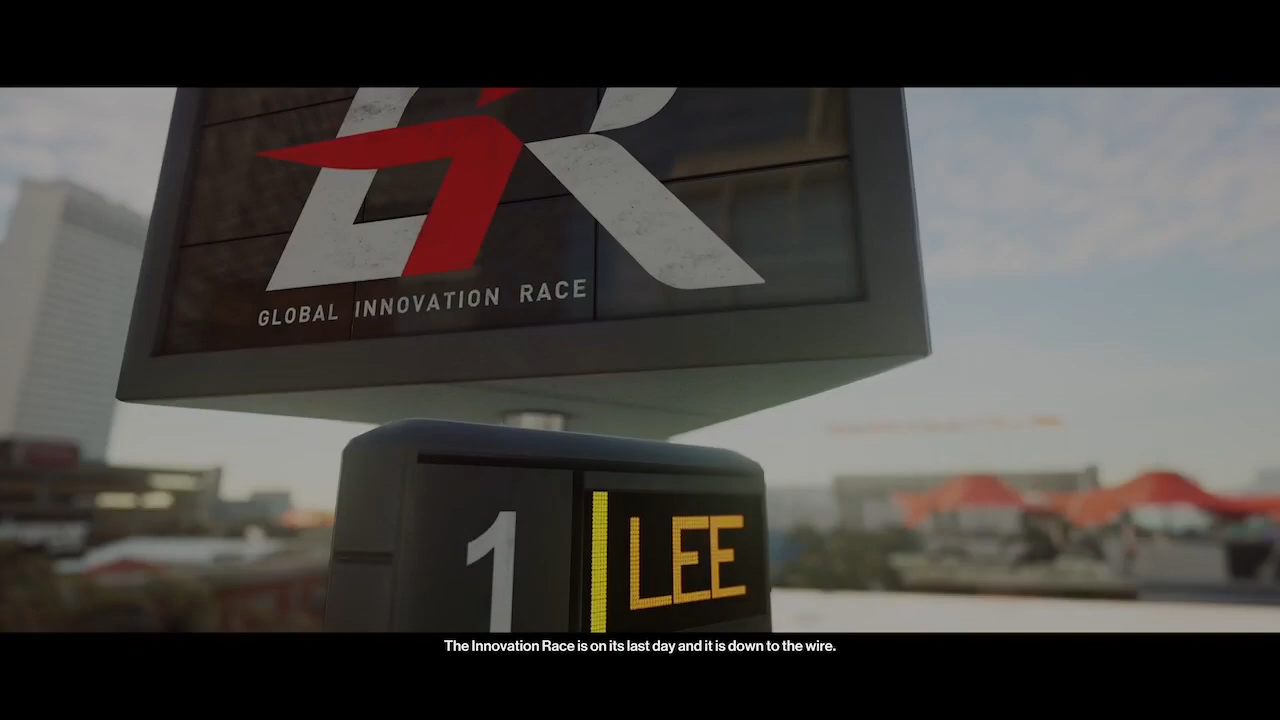 GLOBAL INNOVATION RACE
1 LEE
The Innovation Race is on its last day and it is down to the wire.